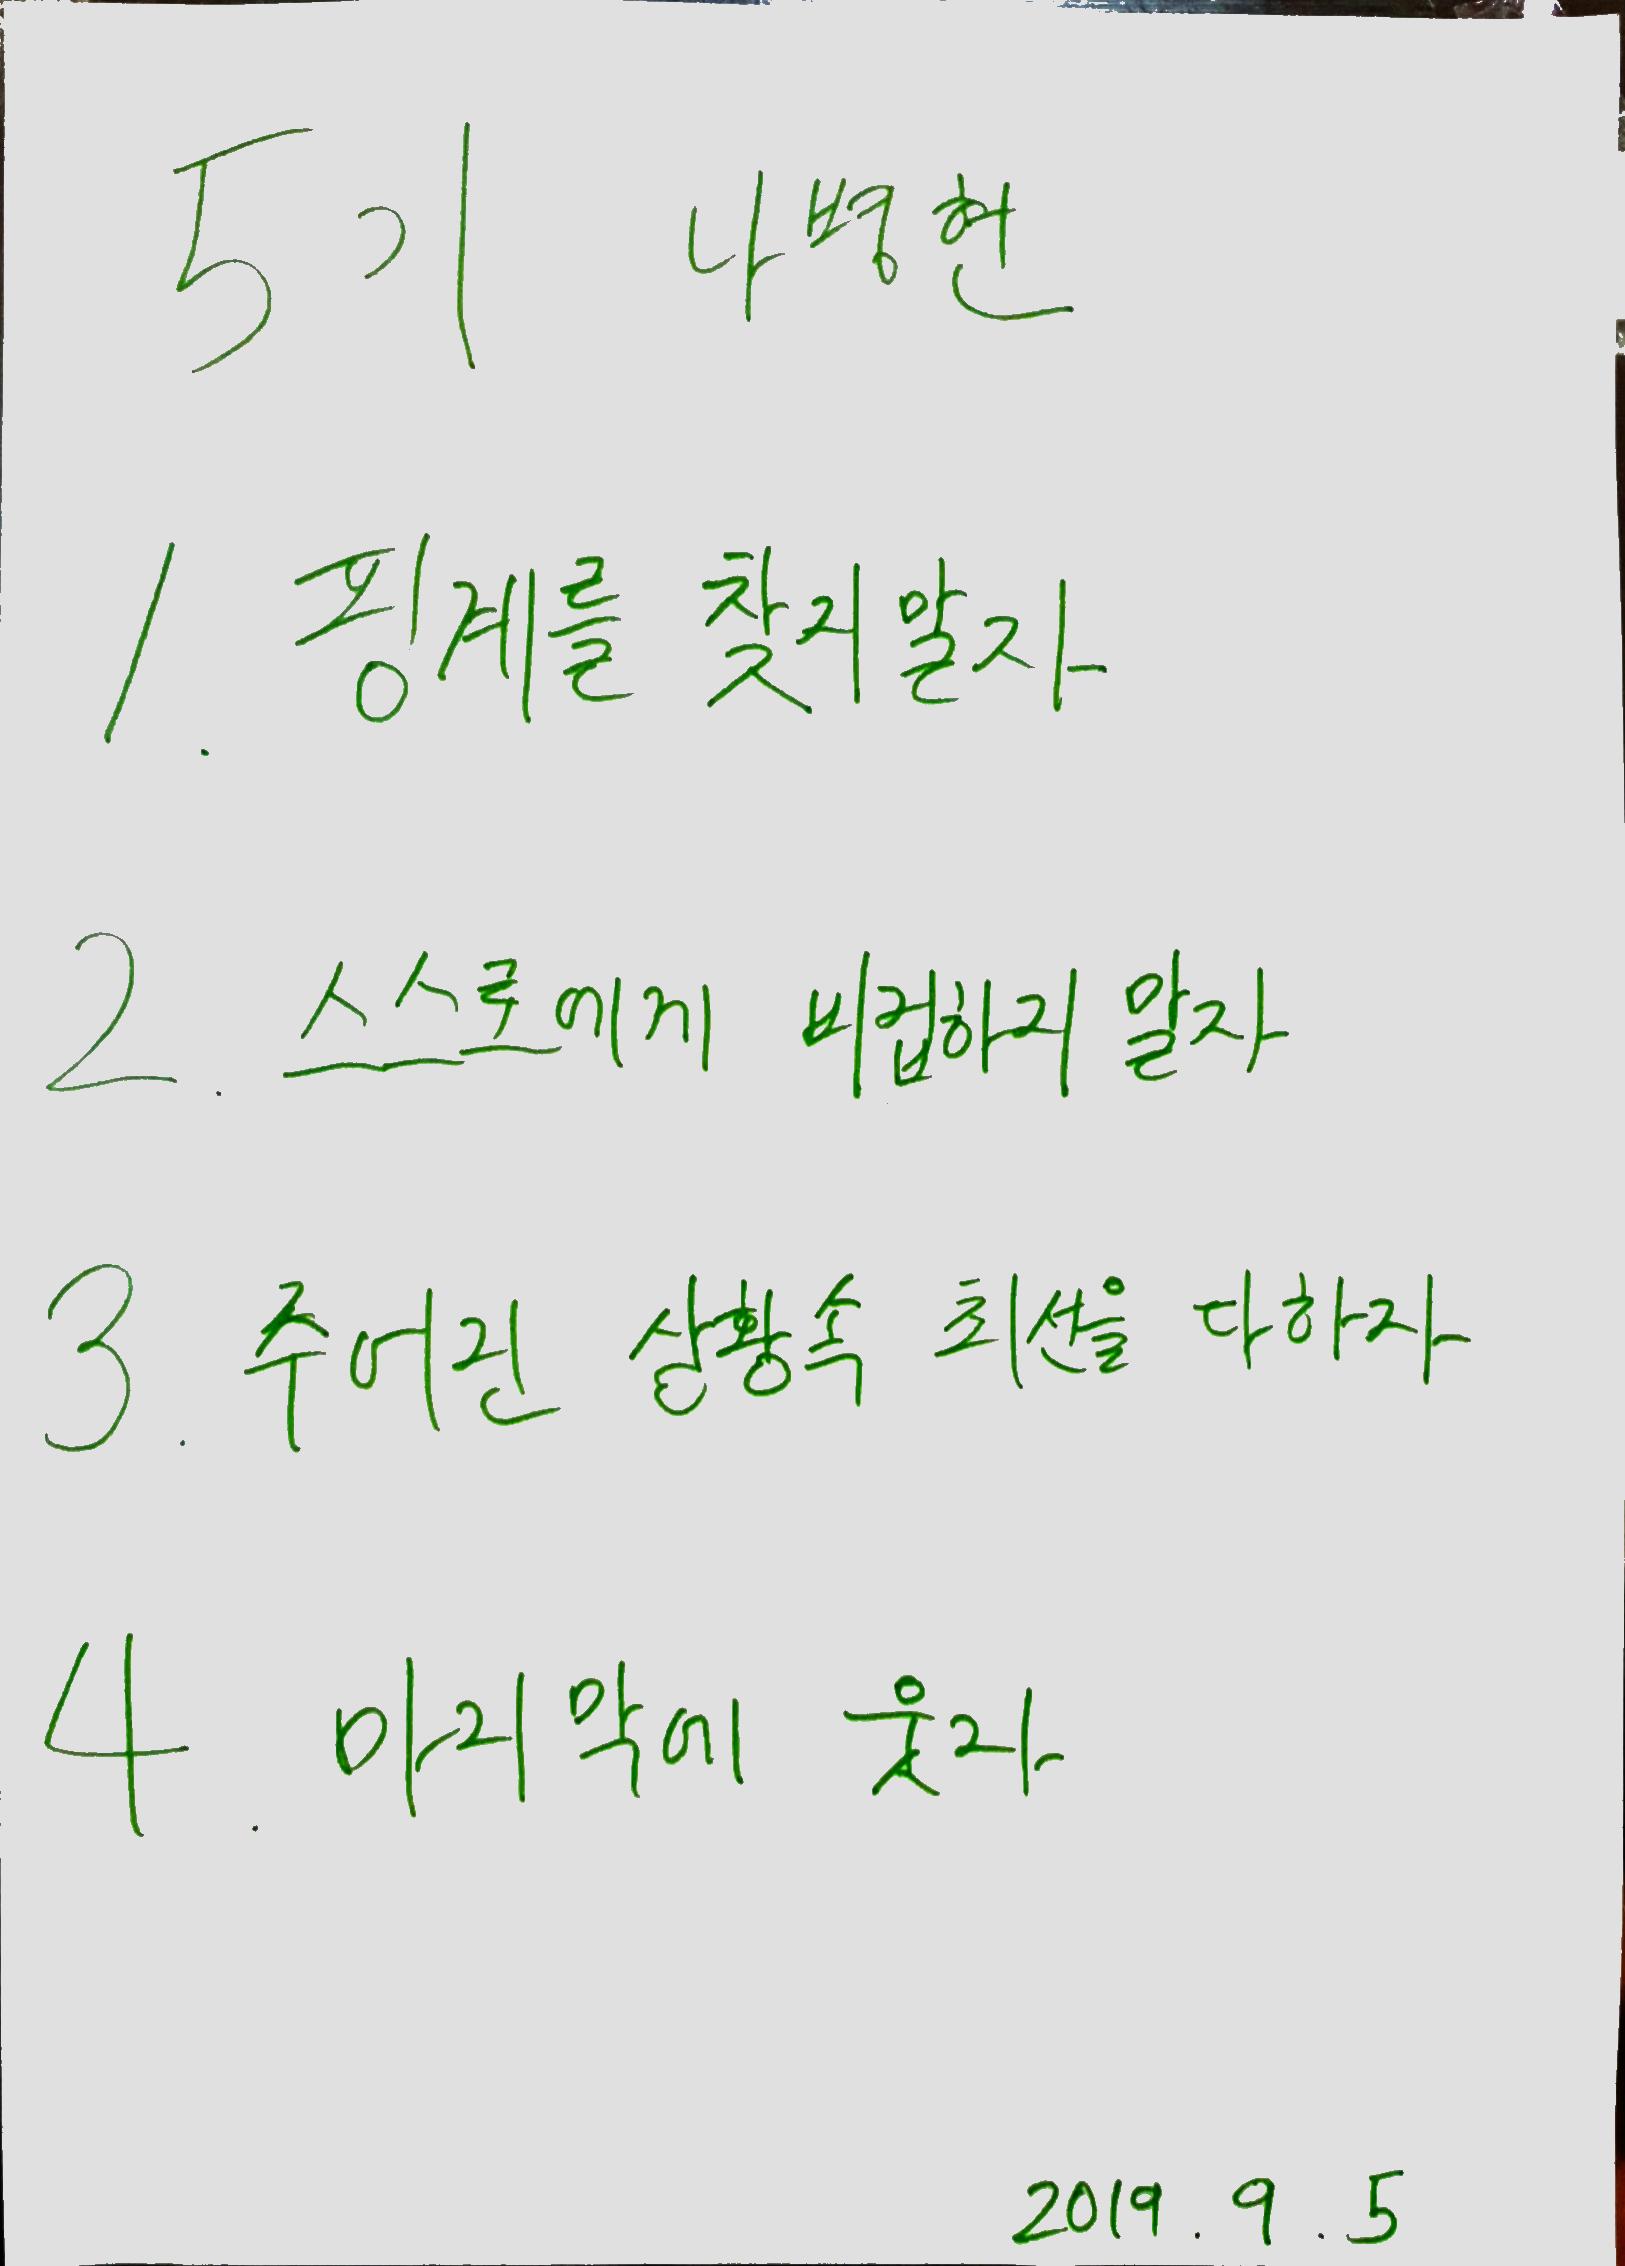 5기 나병현
1. 핑계를 찾지말자
2. 스스로에게 비겁하지 말자
3. 주어진 상황속 최선을 다하자
4. 마지막에 웃자
2019. 9. 5